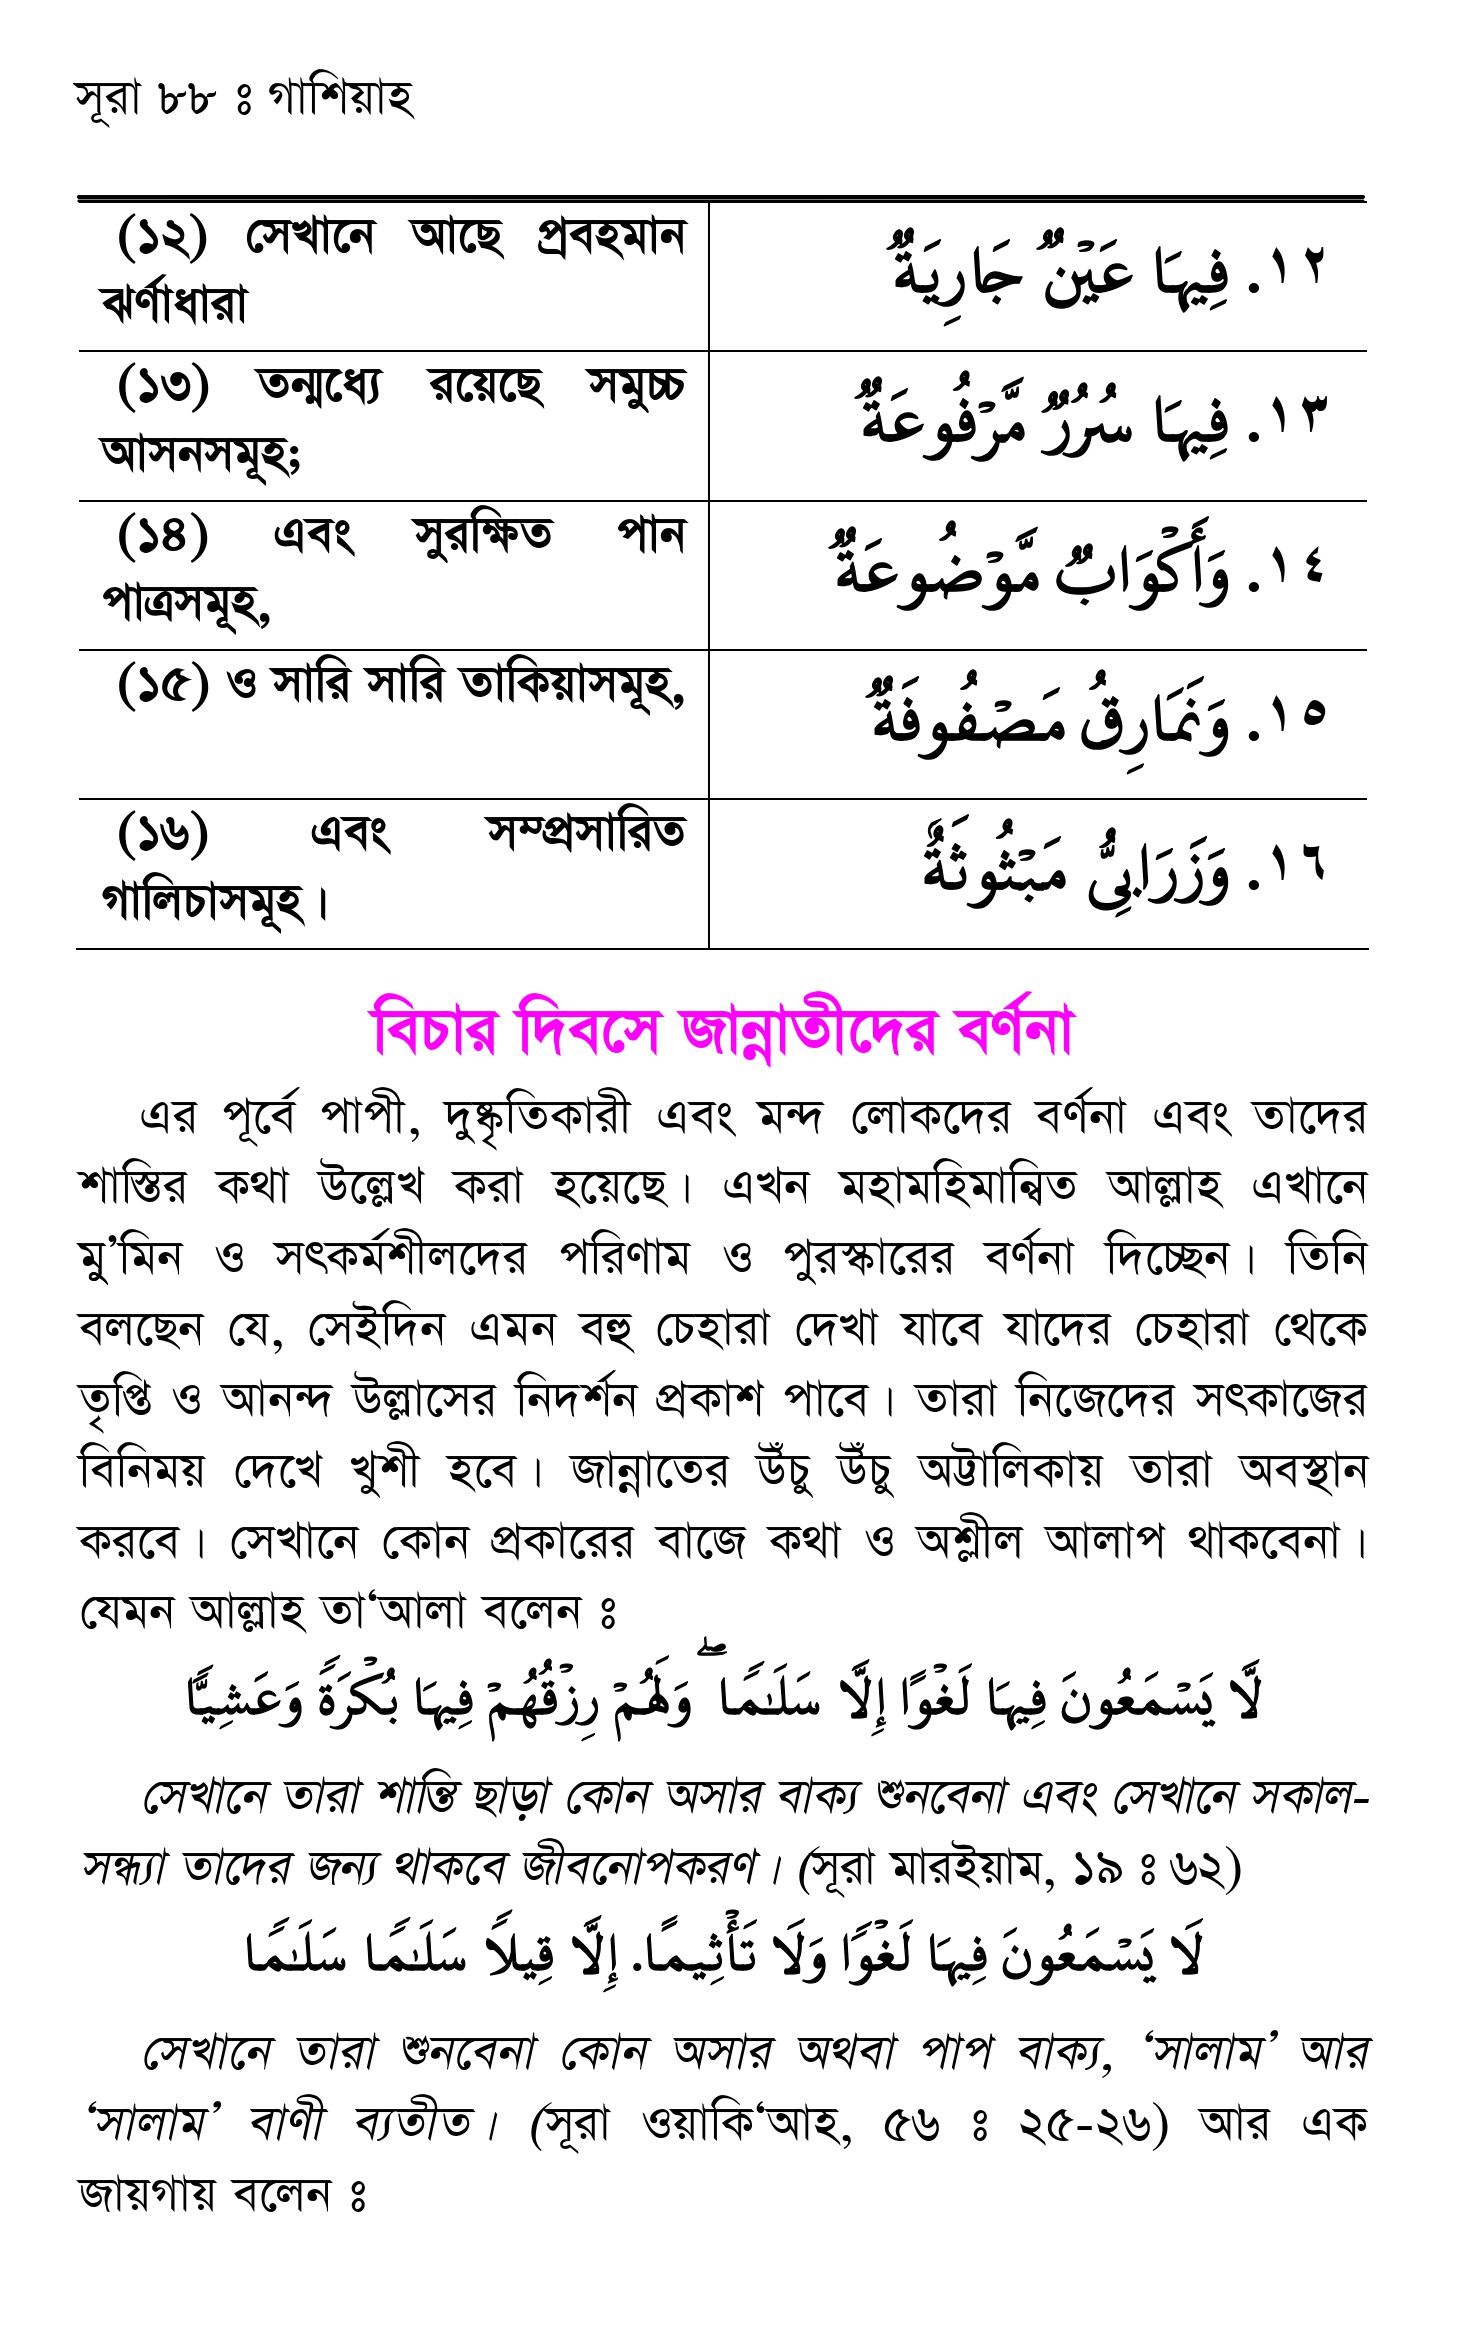 সূরা ৮৮ ঃ গাশিয়াহ
(১২) সেখানে আছে প্রবহমান
ঝর্ণাধারা
١٢. فِيهَا عَيْنٌ جَارِيَةٌ
(১৩) তন্মধ্যে রয়েছে সমুচ্চ
আসনসমূহ;
١٣. فِيهَا سُرُرٌ مَّرْفُوعَةٌ
(১৪) এবং সুরক্ষিত পান
পাত্রসমূহ,
١٤. وَأَكْوَابٌ مَّوْضُوعَةٌ
(১৫) ও সারি সারি তাকিয়াসমূহ,
١٥. وَنَمَارِقُ مَصْفُوفَةٌ
(১৬) এবং সম্প্রসারিত
গালিচাসমূহ।
١٦. وَزَرَابِىُّ مَبْثُوثَةٌ
বিচার দিবসে জান্নাতীদের বর্ণনা
এর পূর্বে পাপী, দুষ্কৃতিকারী এবং মন্দ লোকদের বর্ণনা এবং তাদের
শাস্তির কথা উল্লেখ করা হয়েছে। এখন মহামহিমান্বিত আল্লাহ এখানে
মু’মিন ও সৎকর্মশীলদের পরিণাম ও পুরস্কারের বর্ণনা দিচ্ছেন। তিনি
বলছেন যে, সেইদিন এমন বহু চেহারা দেখা যাবে যাদের চেহারা থেকে
তৃপ্তি ও আনন্দ উল্লাসের নিদর্শন প্রকাশ পাবে। তারা নিজেদের সৎকাজের
বিনিময় দেখে খুশী হবে। জান্নাতের উঁচু উঁচু অট্টালিকায় তারা অবস্থান
করবে। সেখানে কোন প্রকারের বাজে কথা ও অশ্লীল আলাপ থাকবেনা।
যেমন আল্লাহ তা‘আলা বলেন ঃ
لَّا يَسْمَعُونَ فِيهَا لَغْوًا إِلَّا سَلَـٰمًا ۖ وَلَهُمْ رِزْقُهُمْ فِيهَا بُكْرَةً وَعَشِيًّا
সেখানে তারা শান্তি ছাড়া কোন অসার বাক্য শুনবেনা এবং সেখানে সকাল-
সন্ধ্যা তাদের জন্য থাকবে জীবনোপকরণ। (সূরা মারইয়াম, ১৯ ঃ ৬২)
لَا يَسْمَعُونَ فِيهَا لَغْوًا وَلَا تَأْثِيمًا. إِلَّا قِيلاً سَلَـٰمًا سَلَـٰمًا
সেখানে তারা শুনবেনা কোন অসার অথবা পাপ বাক্য, ‘সালাম’ আর
‘সালাম’ বাণী ব্যতীত। (সূরা ওয়াকি‘আহ, ৫৬ ঃ ২৫-২৬) আর এক
জায়গায় বলেন ঃ